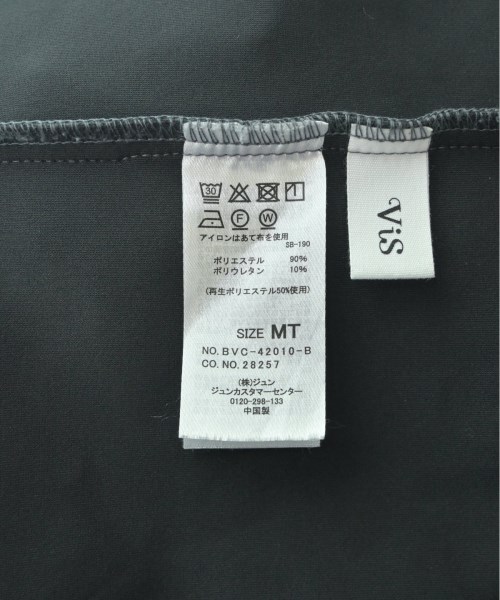 30
F W
アイロンはあて布を使用
SB-190
ポリエステル 90%
ポリウレタン 10%
(再生ポリエステル50%使用)
SIZE MT
NO. BVC-42010-B
CO. NO. 28257
(株)ジュン
ジュンカスタマーセンター
0120-298-133
中国製
ViS